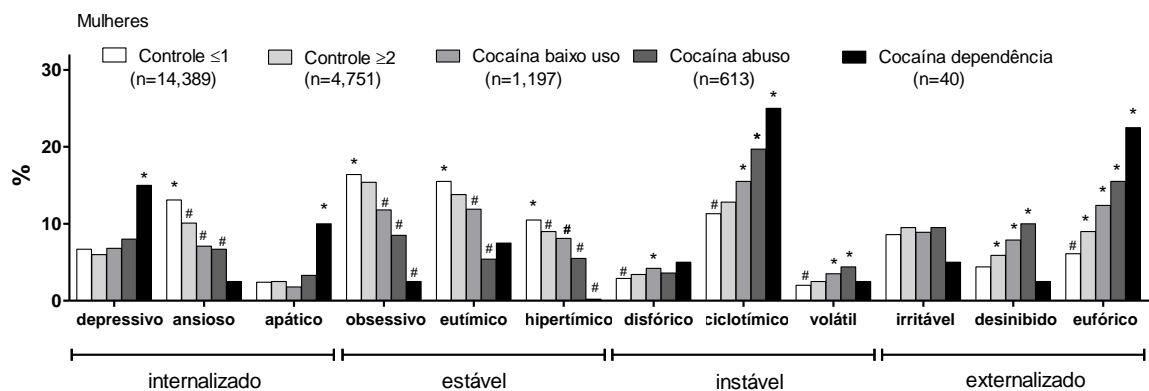 Mulheres
Controle ≤1 Controle ≥2 Cocaína baixo uso Cocaína abuso Cocaína dependência
(n=14,389) (n=4,751) (n=1,197) (n=613) (n=40)
30
20
10
0
%
* * # # # * * # # # * # # * # # # # # * # * * * # * * * * * # * * *
depressivo ansioso apático obsessivo eutímico hipertímico disfórico ciclotímico volátil irritável desinibido eufórico
internalizado estável instável externalizado